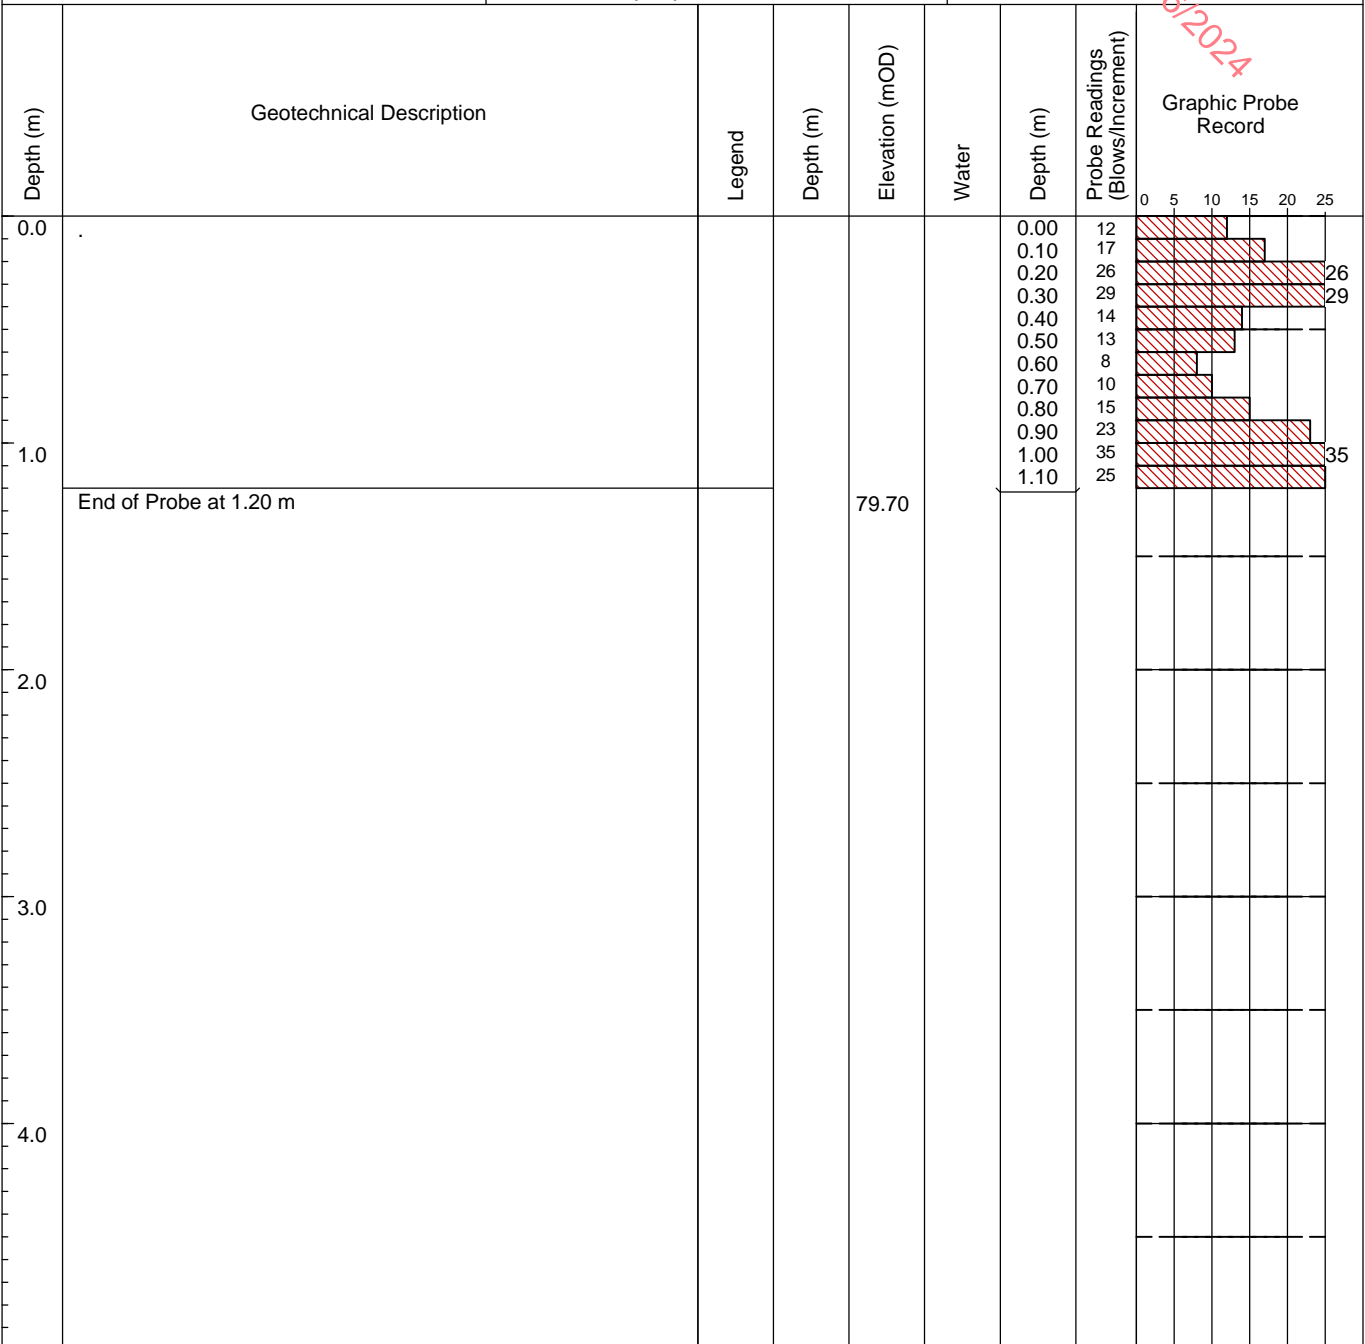 6/2024
Depth (m)
Geotechnical Description
Legend
Depth (m)
Elevation (mOD)
Water
Depth (m)
Probe Readings
(Blows/Increment)
Graphic Probe
Record
0 5 10 15 20 25
0.0 . 0.00 12
0.10 17
0.20 26 26
0.30 29 29
0.40 14
0.50 13
0.60 8
0.70 10
0.80 15
0.90 23
1.0 1.00 35 35
1.10 25
End of Probe at 1.20 m 79.70
2.0
3.0
4.0